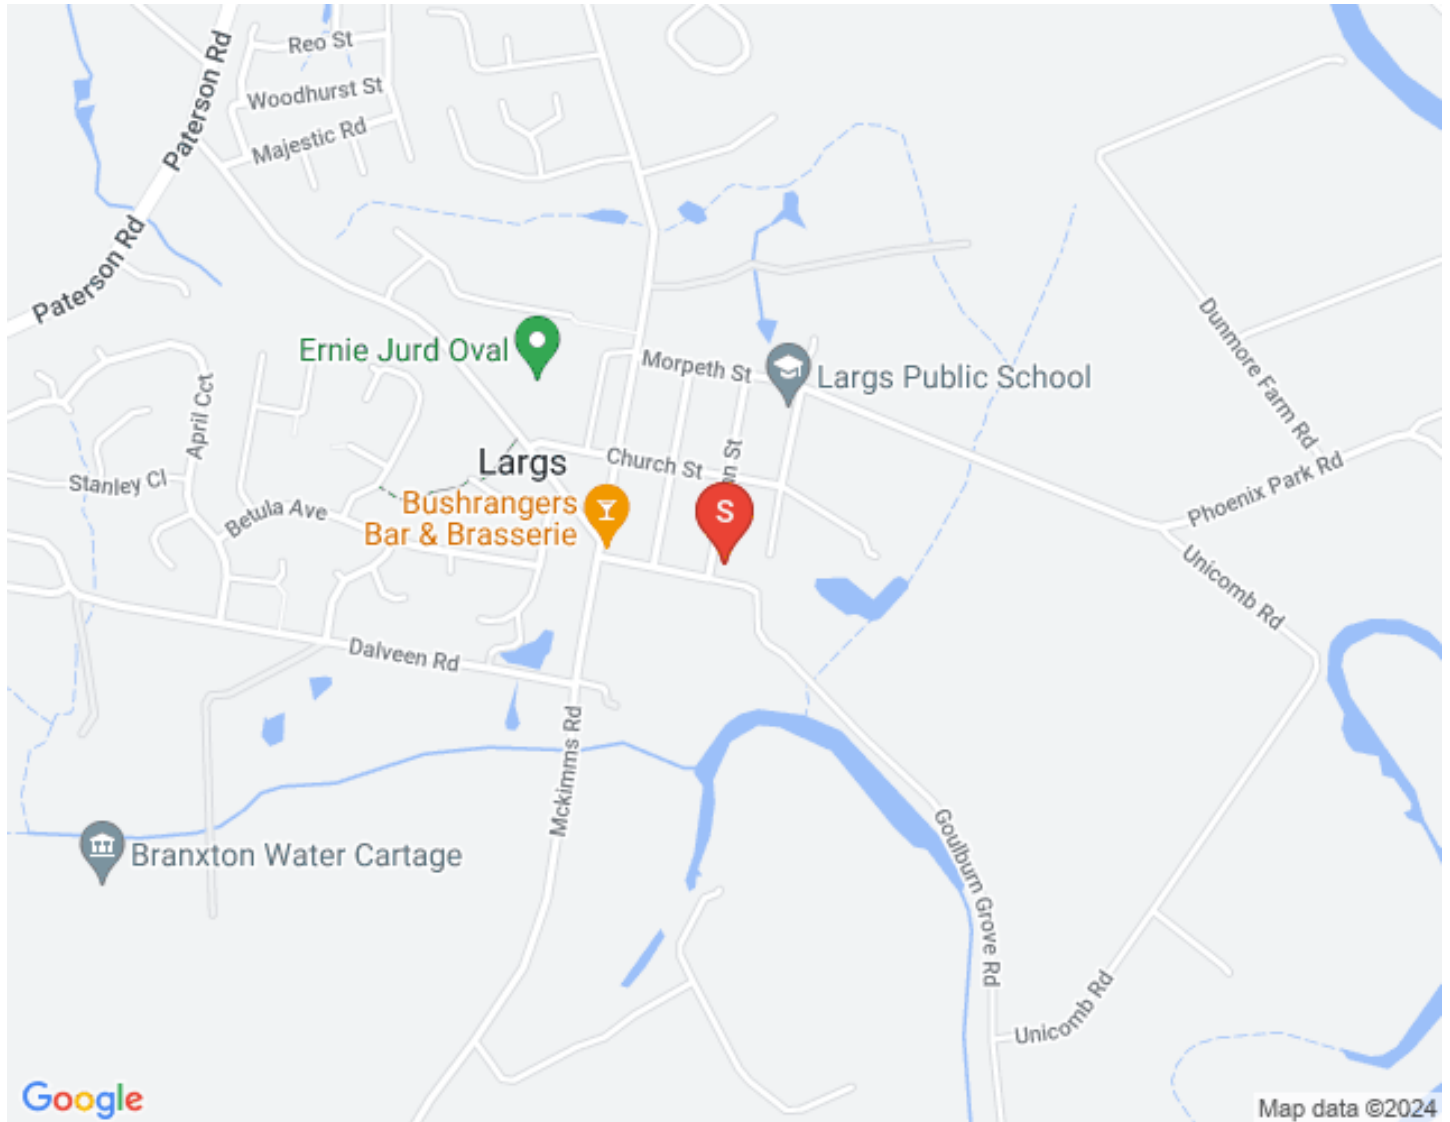 Reo St
Paterson Rd
Woodhurst St
Majestic Rd
Paterson Rd
Ernie Jurd Oval
Morpeth St
Largs Public School
Dunmore Farm Rd
April Cct
Largs
Church St
Stanley Cl
Phoenix Park Rd
Betula Ave
Bushrangers
Bar & Brasserie
S
Unicomb Rd
Dalveen Rd
Mckimms Rd
Branxton Water Cartage
Goulburn Grove Rd
Unicomb Rd
Google
Map data ©2024